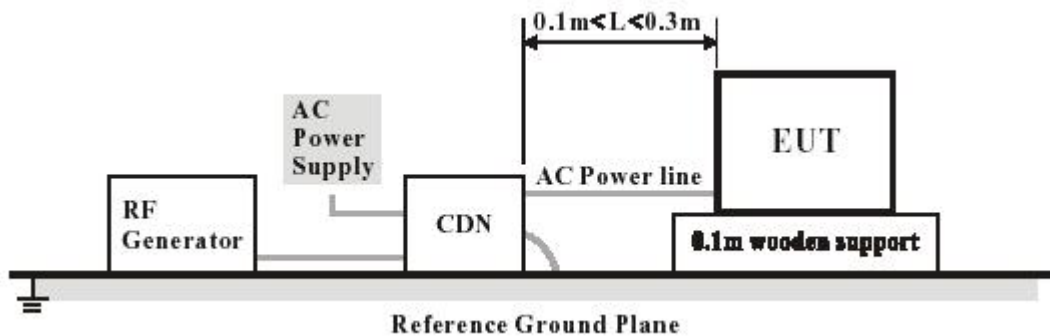 0.1m<L<0.3m
AC
Power
Supply
EUT
AC Power line
RF
Generator
CDN
0.1m wooden support
Reference Ground Plane